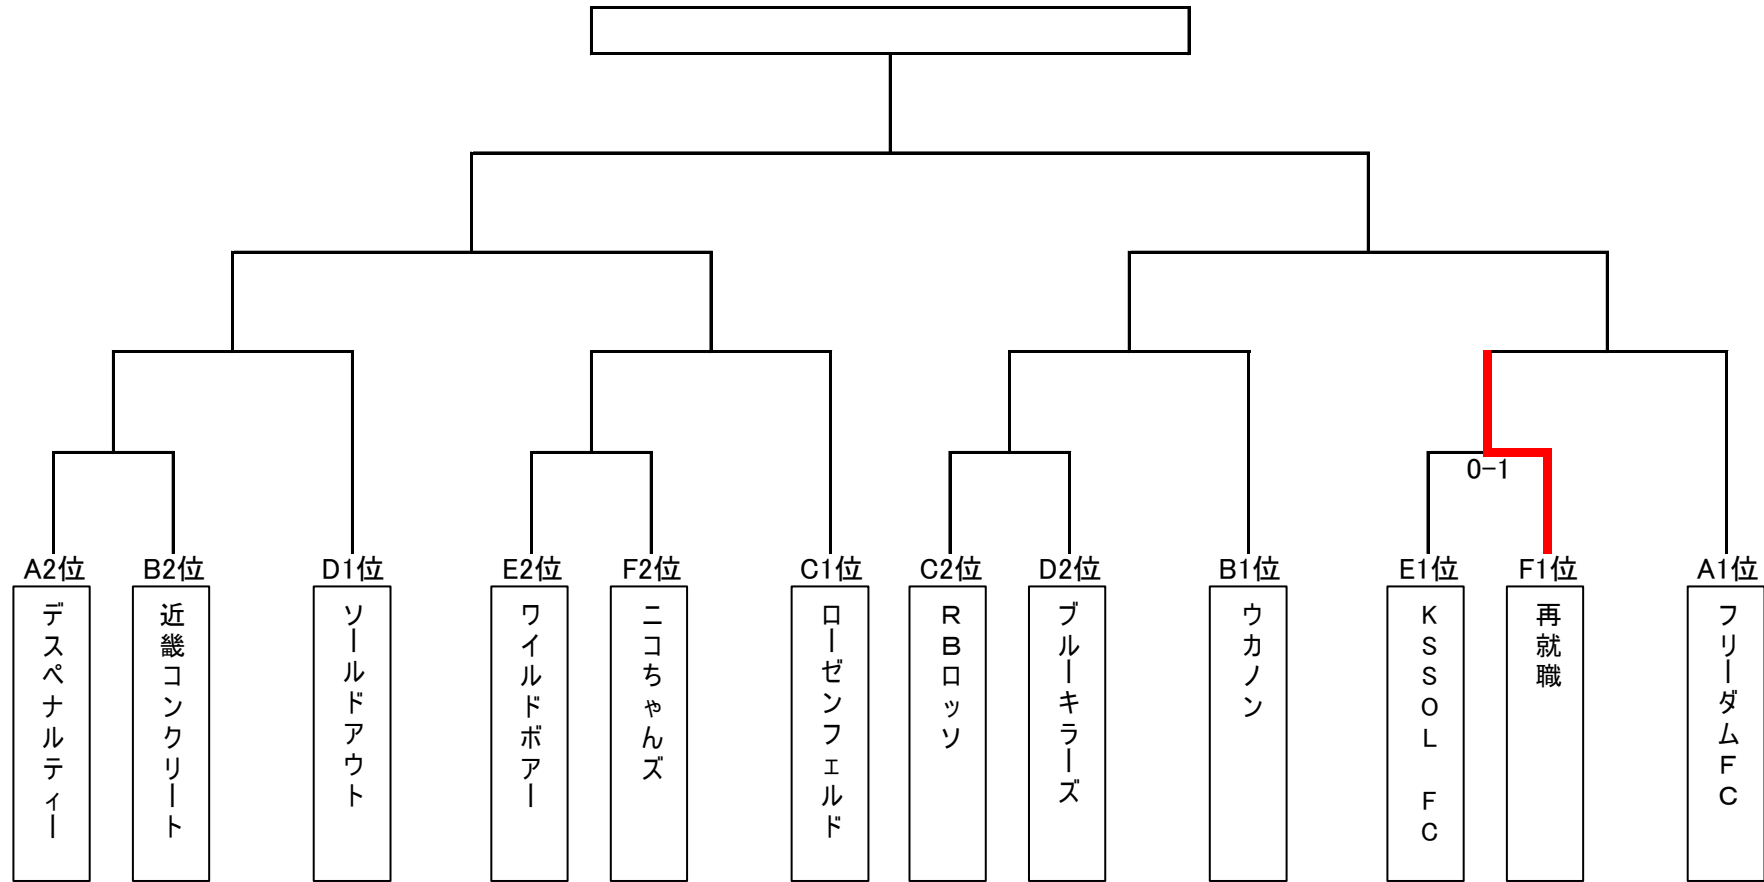 0-1
A2位
B2位
D1位
E2位
F2位
C1位
C2位
D2位
B1位
E1位
F1位
A1位
デスペナルティー
近畿コンクリート
ソールドアウト
ワイルドボアー
ニコちゃんズ
ローゼンフェルド
ＲＢロッソ
ブルーキラーズ
ウカノン
ＫＳＳＯＬ　ＦＣ
再就職
フリーダムＦＣ